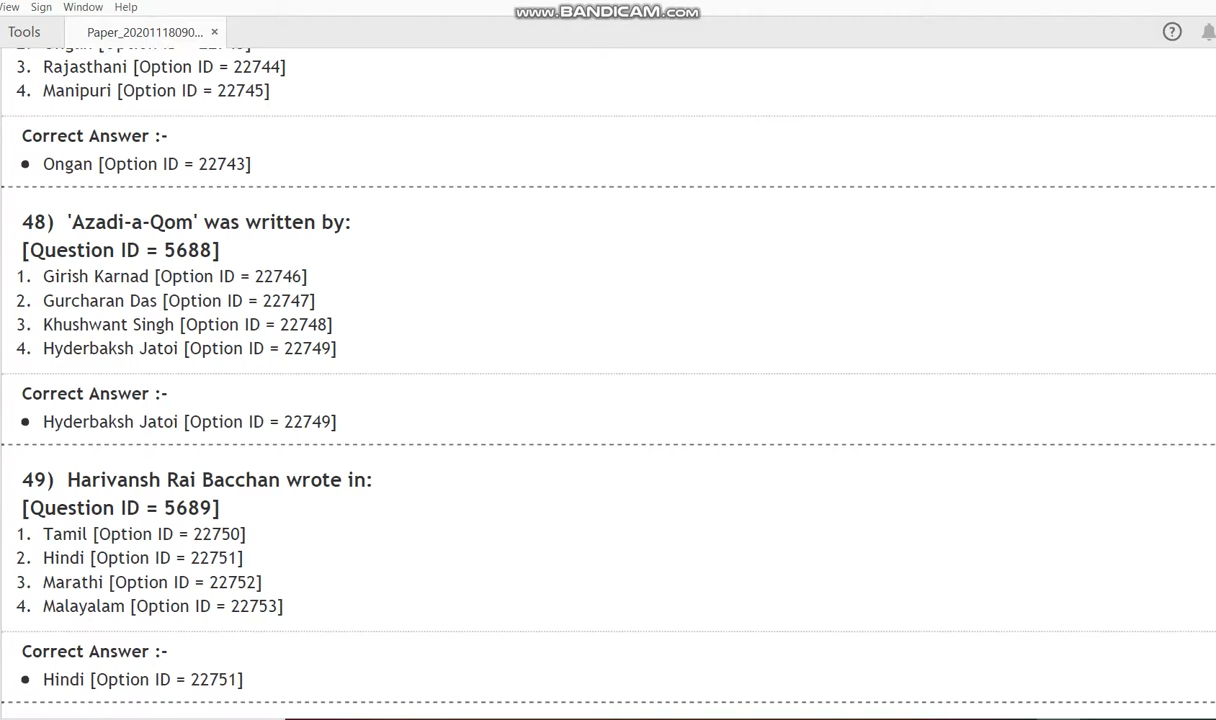 View Sign Window Help
www.BANDICAM.com
Tools Paper_20201118090... × ?
3. Rajasthani [Option ID = 22744]
4. Manipuri [Option ID = 22745]
Correct Answer :-
• Ongan [Option ID = 22743]
48) 'Azadi-a-Qom' was written by:
[Question ID = 5688]
1. Girish Karnad [Option ID = 22746]
2. Gurcharan Das [Option ID = 22747]
3. Khushwant Singh [Option ID = 22748]
4. Hyderbaksh Jatoi [Option ID = 22749]
Correct Answer :-
• Hyderbaksh Jatoi [Option ID = 22749]
49) Harivansh Rai Bacchan wrote in:
[Question ID = 5689]
1. Tamil [Option ID = 22750]
2. Hindi [Option ID = 22751]
3. Marathi [Option ID = 22752]
4. Malayalam [Option ID = 22753]
Correct Answer :-
• Hindi [Option ID = 22751]